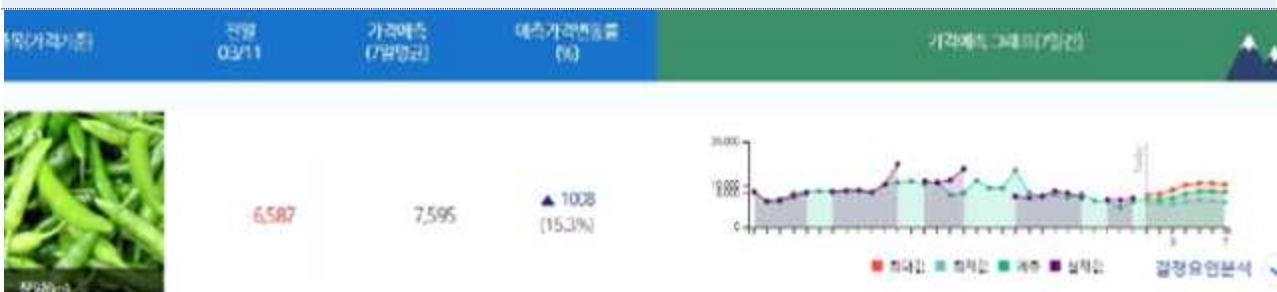 전일
03/11
가격예측
(7일평균)
예측가격변동률
(%)
가격예측 그래프(7일간)
6,587
7,595
▲ 1008
(15.3%)
0
Today
최대값
최저값
예측
실제값
결정요인분석